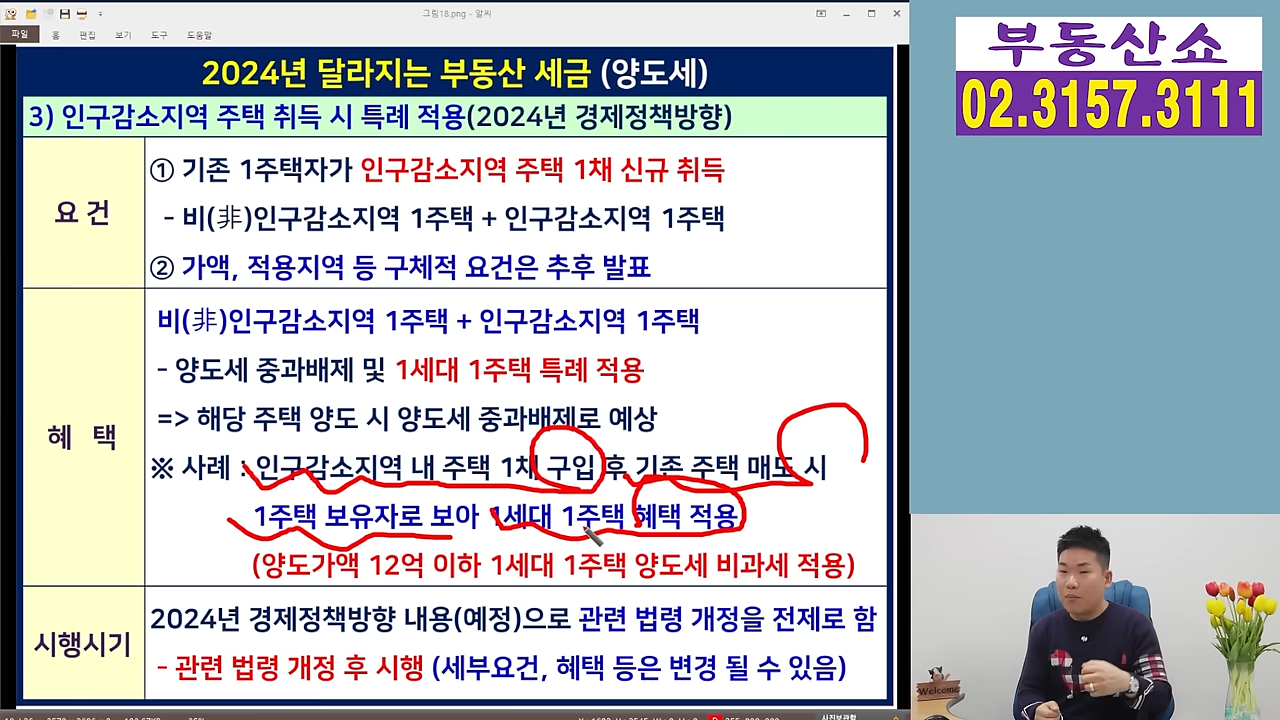 그림18.png - 알씨
파일 홈 편집 보기 도구 도움말
2024년 달라지는 부동산 세금 (양도세)
3) 인구감소지역 주택 취득 시 특례 적용(2024년 경제정책방향)
요 건
① 기존 1주택자가 인구감소지역 주택 1채 신규 취득
- 비(非)인구감소지역 1주택 + 인구감소지역 1주택
② 가액, 적용지역 등 구체적 요건은 추후 발표
혜 택
비(非)인구감소지역 1주택 + 인구감소지역 1주택
- 양도세 중과배제 및 1세대 1주택 특례 적용
=> 해당 주택 양도 시 양도세 중과배제로 예상
※ 사례 : 인구감소지역 내 주택 1채 구입 후 기존 주택 매도 시
1주택 보유자로 보아 1세대 1주택 혜택 적용
(양도가액 12억 이하 1세대 1주택 양도세 비과세 적용)
시행시기
2024년 경제정책방향 내용(예정)으로 관련 법령 개정을 전제로 함
- 관련 법령 개정 후 시행 (세부요건, 혜택 등은 변경 될 수 있음)
부동산쇼
02.3157.3111
Welcome
사진보관함